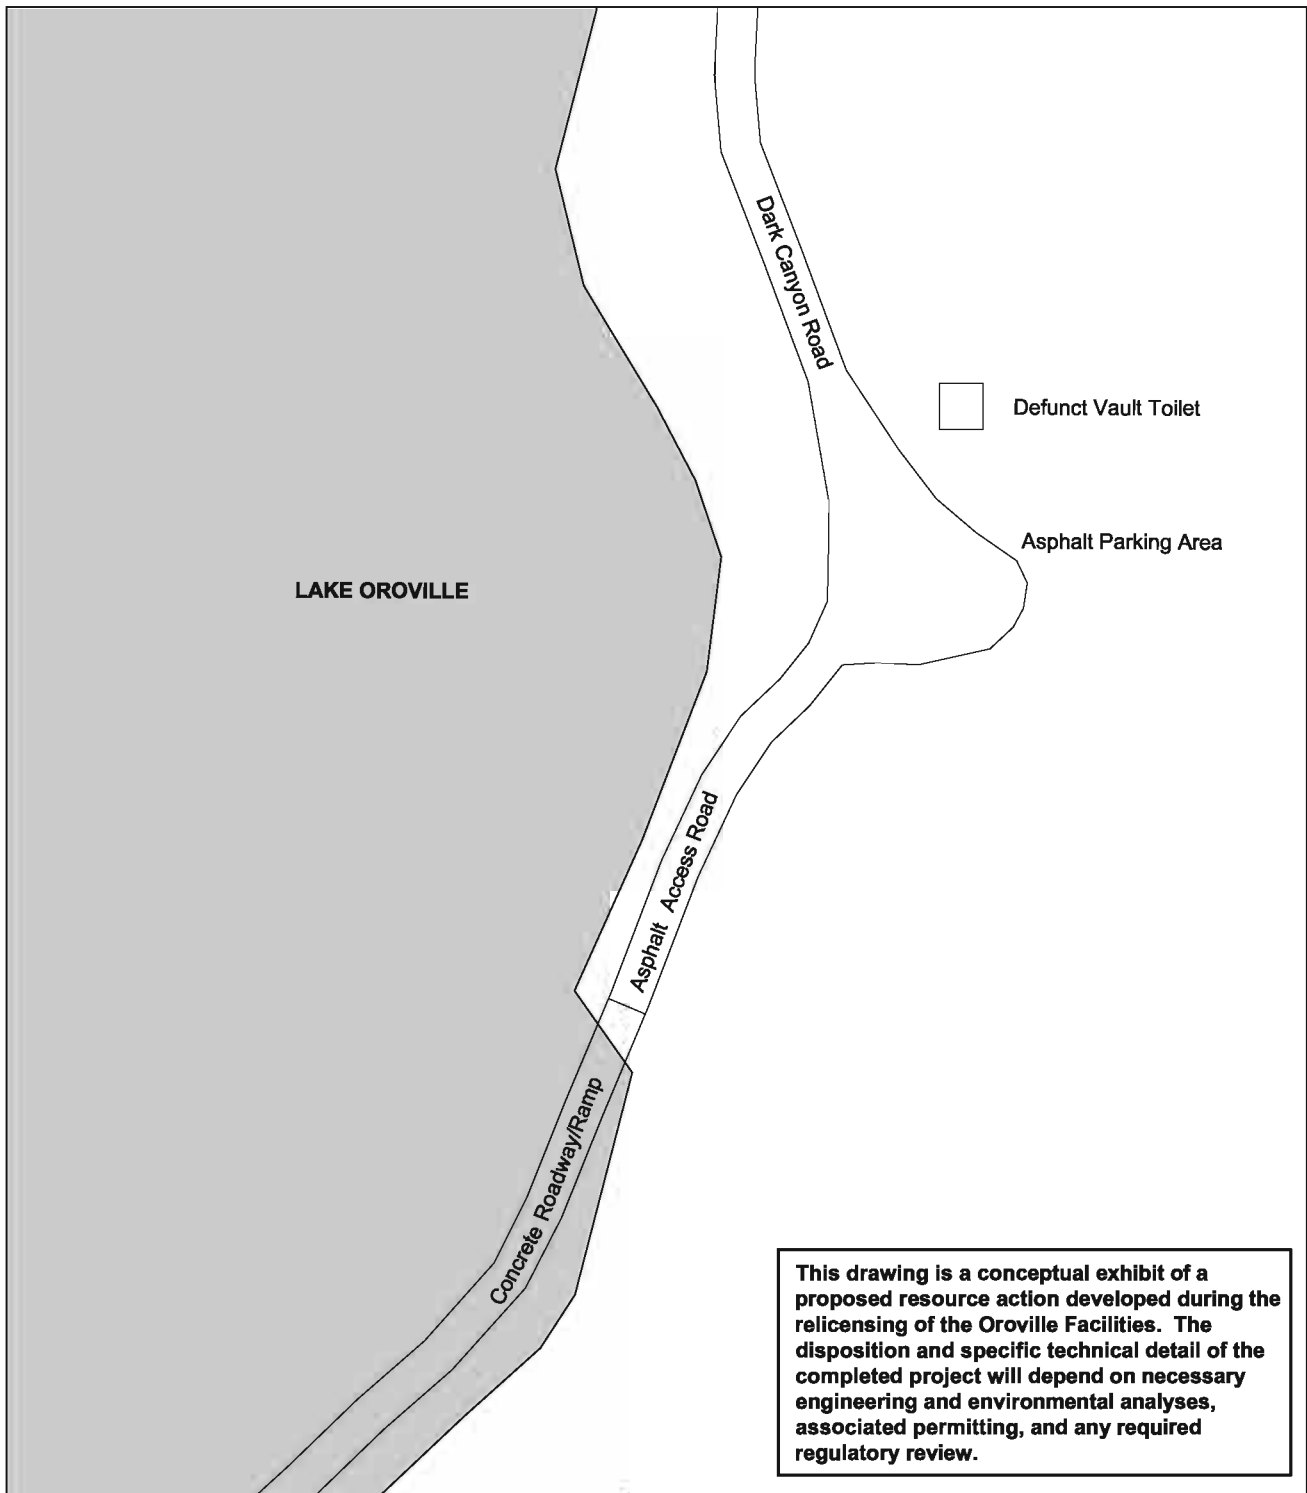 Dark Canyon Road
Defunct Vault Toilet
Asphalt Parking Area
LAKE OROVILLE
Asphalt Access Road
Concrete Roadway/Ramp
This drawing is a conceptual exhibit of a
proposed resource action developed during the
relicensing of the Oroville Facilities. The
disposition and specific technical detail of the
completed project will depend on necessary
engineering and environmental analyses,
associated permitting, and any required
regulatory review.